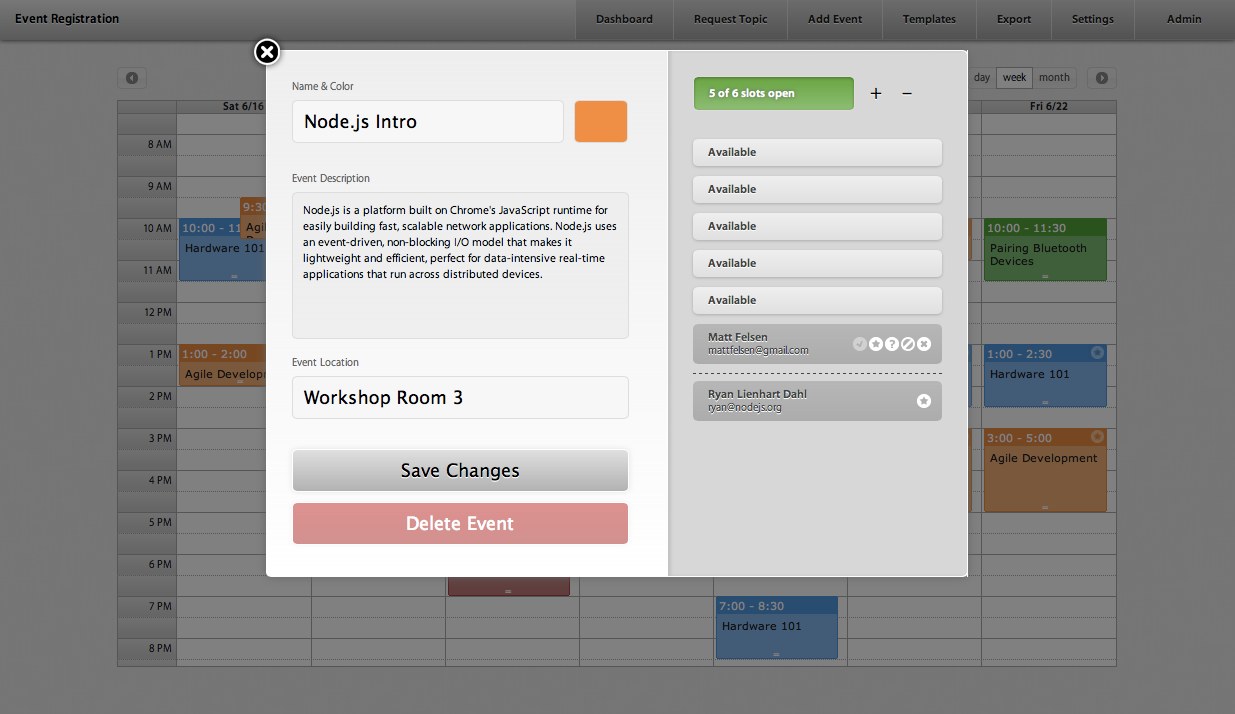 Event Registration
Dashboard
Request Topic
Add Event
Templates
Export
Settings
Admin
day
week
month
Sat 6/16
Fri 6/22
8 AM
9 AM
10 AM
11 AM
12 PM
1 PM
2 PM
3 PM
4 PM
5 PM
6 PM
7 PM
8 PM
9:30
Agil
10:00 - 11
Hardware 101
1:00 - 2:00
Agile Develop
Name & Color
Node.js Intro
Event Description
Node.js is a platform built on Chrome's JavaScript runtime for
easily building fast, scalable network applications. Node.js uses
an event-driven, non-blocking I/O model that makes it
lightweight and efficient, perfect for data-intensive real-time
applications that run across distributed devices.
Event Location
Workshop Room 3
Save Changes
Delete Event
5 of 6 slots open
+
−
Available
Available
Available
Available
Available
Matt Felsen
mattfelsen@gmail.com
Ryan Lienhart Dahl
ryan@nodejs.org
7:00 - 8:30
Hardware 101
10:00 - 11:30
Pairing Bluetooth
Devices
1:00 - 2:30
Hardware 101
3:00 - 5:00
Agile Development